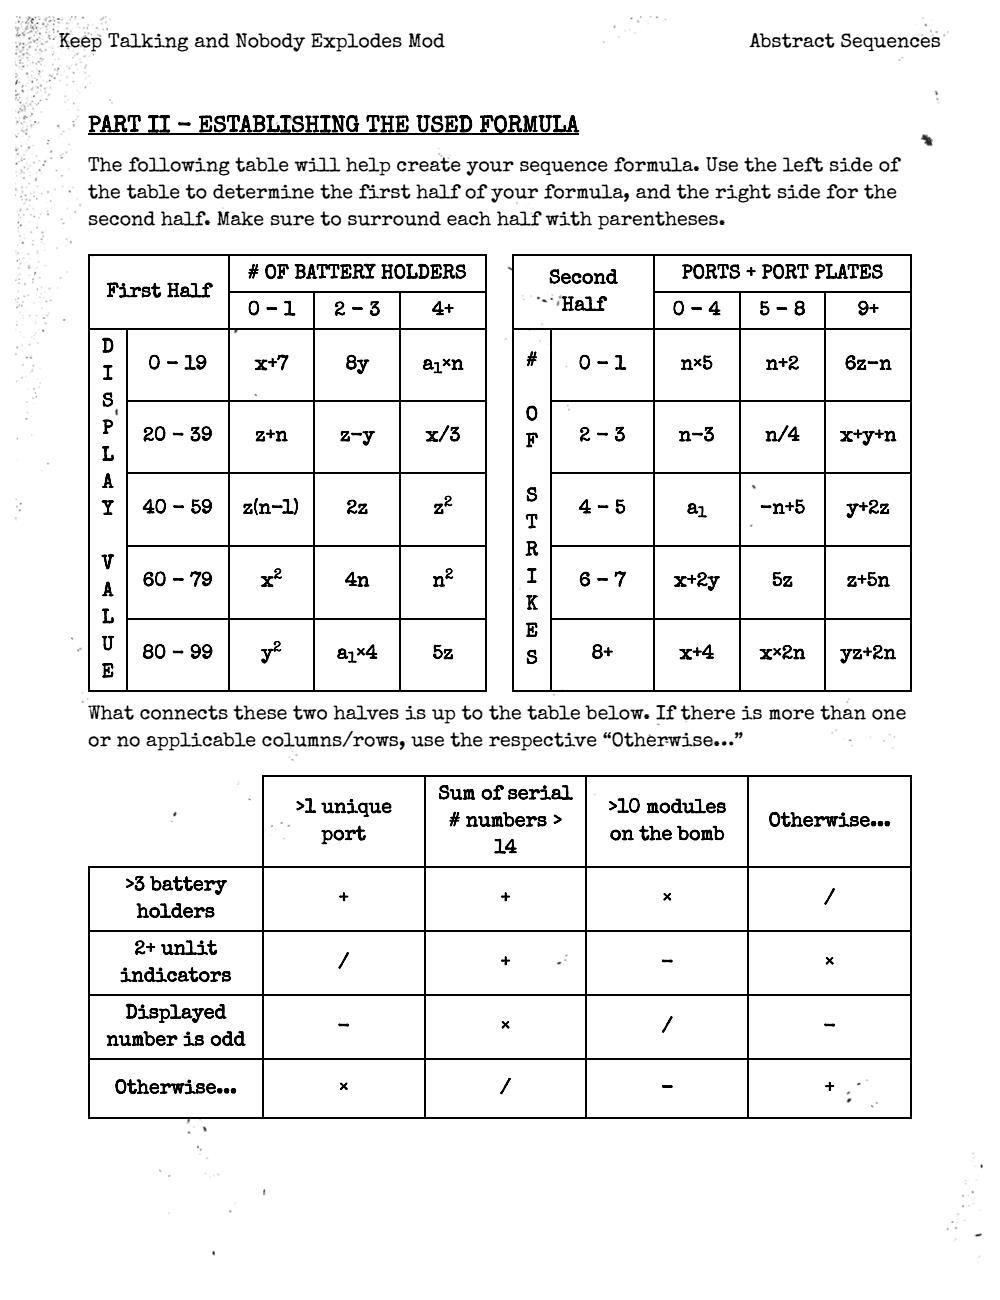 Keep Talking and Nobody Explodes Mod Abstract Sequences
PART II – ESTABLISHING THE USED FORMULA
The following table will help create your sequence formula. Use the left side of
the table to determine the first half of your formula, and the right side for the
second half. Make sure to surround each half with parentheses.
First Half # OF BATTERY HOLDERS
0 – 1 2 – 3 4+
DISPLAY VALUE
0 – 19 x+7 8y a₁×n
20 – 39 z+n z–y x/3
40 – 59 z(n–1) 2z z²
60 – 79 x² 4n n²
80 – 99 y² a₁×4 5z
Second Half PORTS + PORT PLATES
0 – 4 5 – 8 9+
# OF STRIKES
0 – 1 n×5 n+2 6z–n
2 – 3 n–3 n/4 x+y+n
4 – 5 a₁ –n+5 y+2z
6 – 7 x+2y 5z z+5n
8+ x+4 x×2n yz+2n
What connects these two halves is up to the table below. If there is more than one
or no applicable columns/rows, use the respective “Otherwise…”
>1 unique
port
Sum of serial
# numbers >
14
>10 modules
on the bomb
Otherwise…
>3 battery
holders
+ + × /
2+ unlit
indicators
/ + – ×
Displayed
number is odd
– × / –
Otherwise…
× / – +